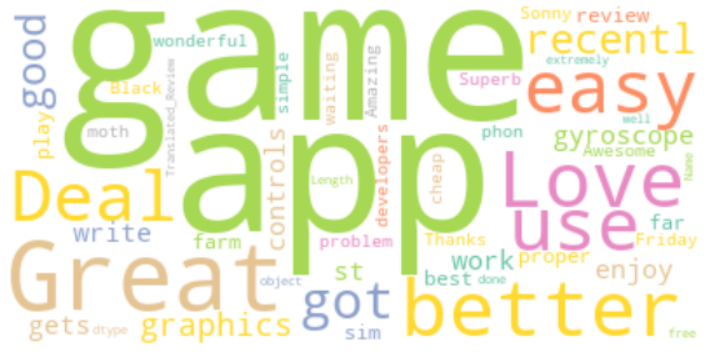 good
game
Sonny
review
recentl
wonderful
simple
waiting
Amazing
extremely
Superb
easy
Black
Translated_Review
play
moth
app
phon
well
gyroscope
Awesome
Name
controls
Length
developers
cheap
Love
Deal
use
far
write
farm
problem
Thanks
Friday
Great
st
work
proper
enjoy
object
best
done
got
better
gets
dtype
graphics
sim
free